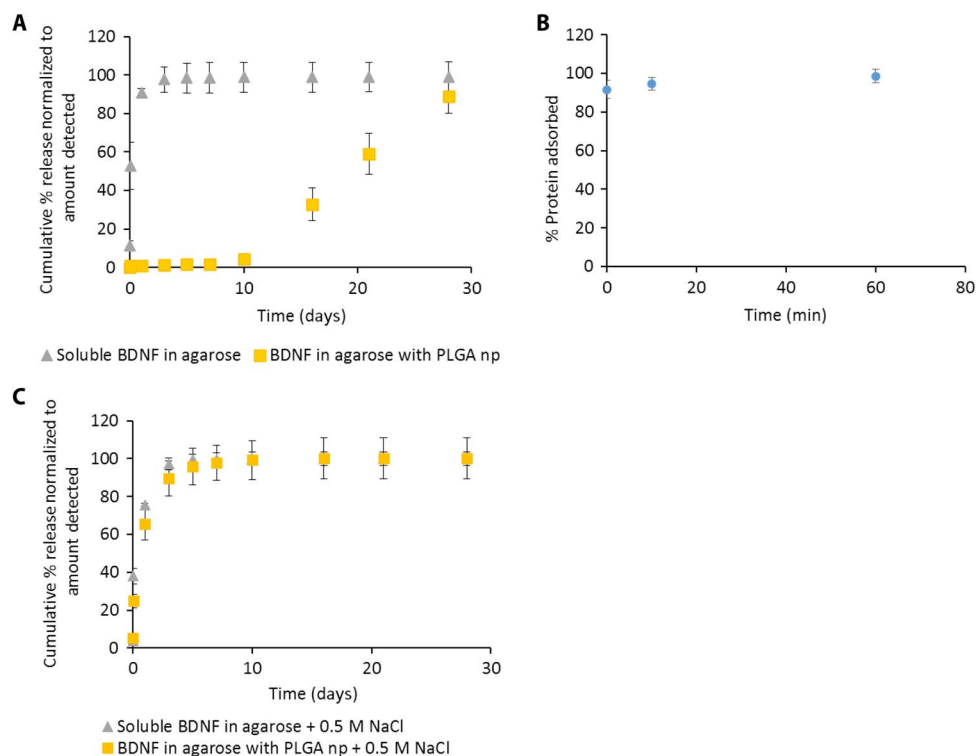 A
120
100
80
60
40
20
0
0 10 20 30
Cumulative % release normalized to
amount detected
Time (days)
Soluble BDNF in agarose BDNF in agarose with PLGA np
B
120
100
80
60
40
20
0
0 20 40 60 80
% Protein adsorbed
Time (min)
C
120
100
80
60
40
20
0
0 10 20 30
Cumulative % release normalized to
amount detected
Time (days)
Soluble BDNF in agarose + 0.5 M NaCl
BDNF in agarose with PLGA np + 0.5 M NaCl